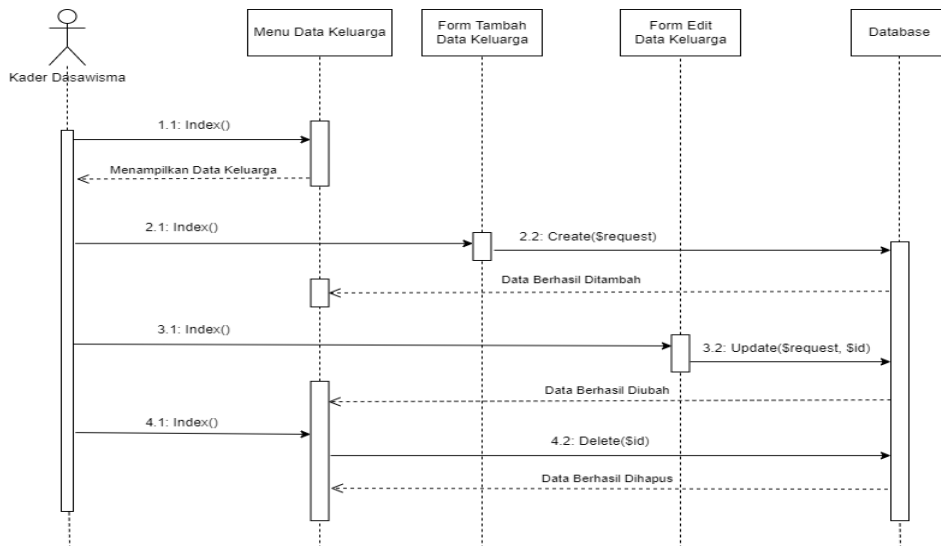 Kader Dasawisma
Menu Data Keluarga
Form Tambah
Data Keluarga
Form Edit
Data Keluarga
Database
1.1: Index()
Menampilkan Data Keluarga
2.1: Index()
2.2: Create($request)
Data Berhasil Ditambah
3.1: Index()
3.2: Update($request, $id)
Data Berhasil Diubah
4.1: Index()
4.2: Delete($id)
Data Berhasil Dihapus